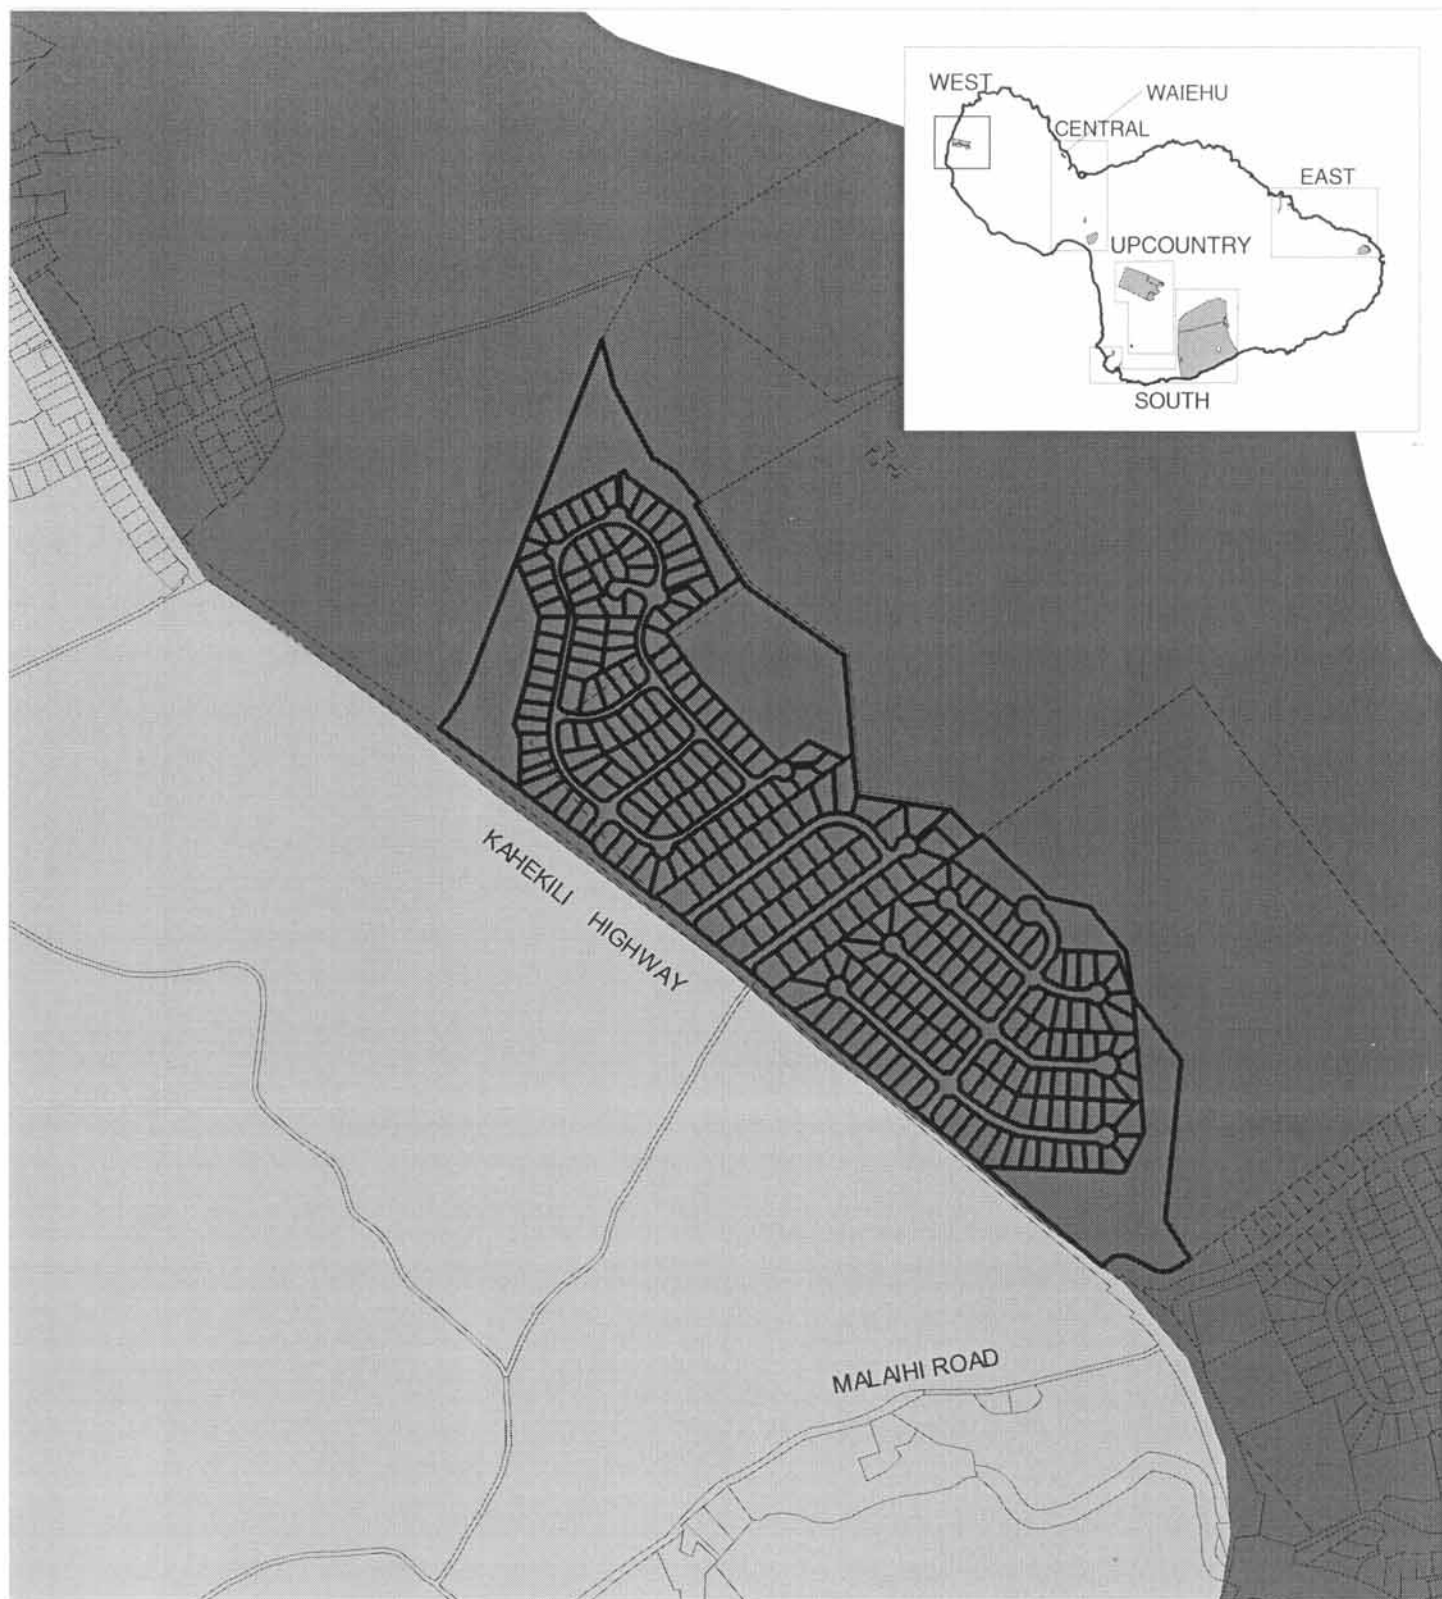 WEST
WAIEHU
CENTRAL
EAST
UPCOUNTRY
SOUTH
KAHEKILI HIGHWAY
MALAIHI ROAD